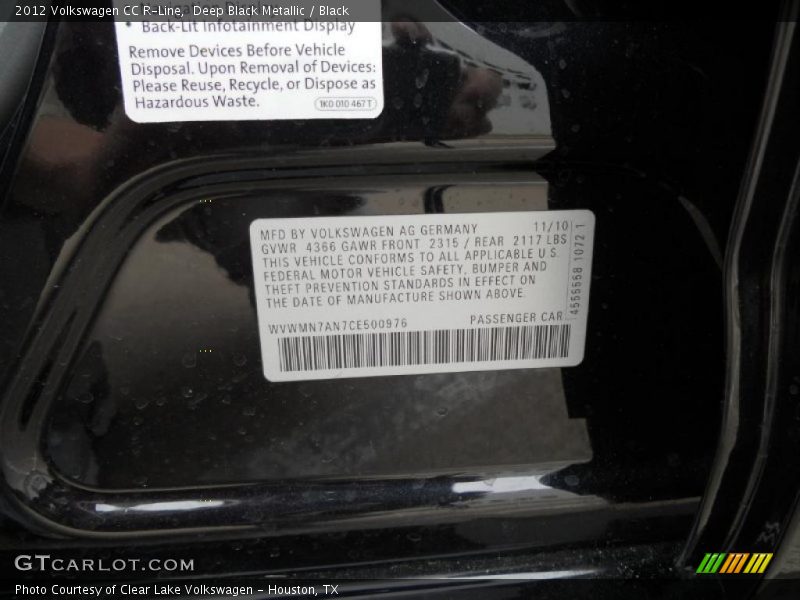 2012 Volkswagen CC R-Line, Deep Black Metallic / Black
• Back-Lit Infotainment Display
Remove Devices Before Vehicle
Disposal. Upon Removal of Devices:
Please Reuse, Recycle, or Dispose as
Hazardous Waste.
1K0 010 467 T
MFD BY VOLKSWAGEN AG GERMANY 11/10
GVWR 4366 GAWR FRONT 2315 / REAR 2117 LBS
THIS VEHICLE CONFORMS TO ALL APPLICABLE U.S.
FEDERAL MOTOR VEHICLE SAFETY, BUMPER AND
THEFT PREVENTION STANDARDS IN EFFECT ON
THE DATE OF MANUFACTURE SHOWN ABOVE.
WVWMN7AN7CE500976 PASSENGER CAR
GTCARLOT.COM
Photo Courtesy of Clear Lake Volkswagen - Houston, TX